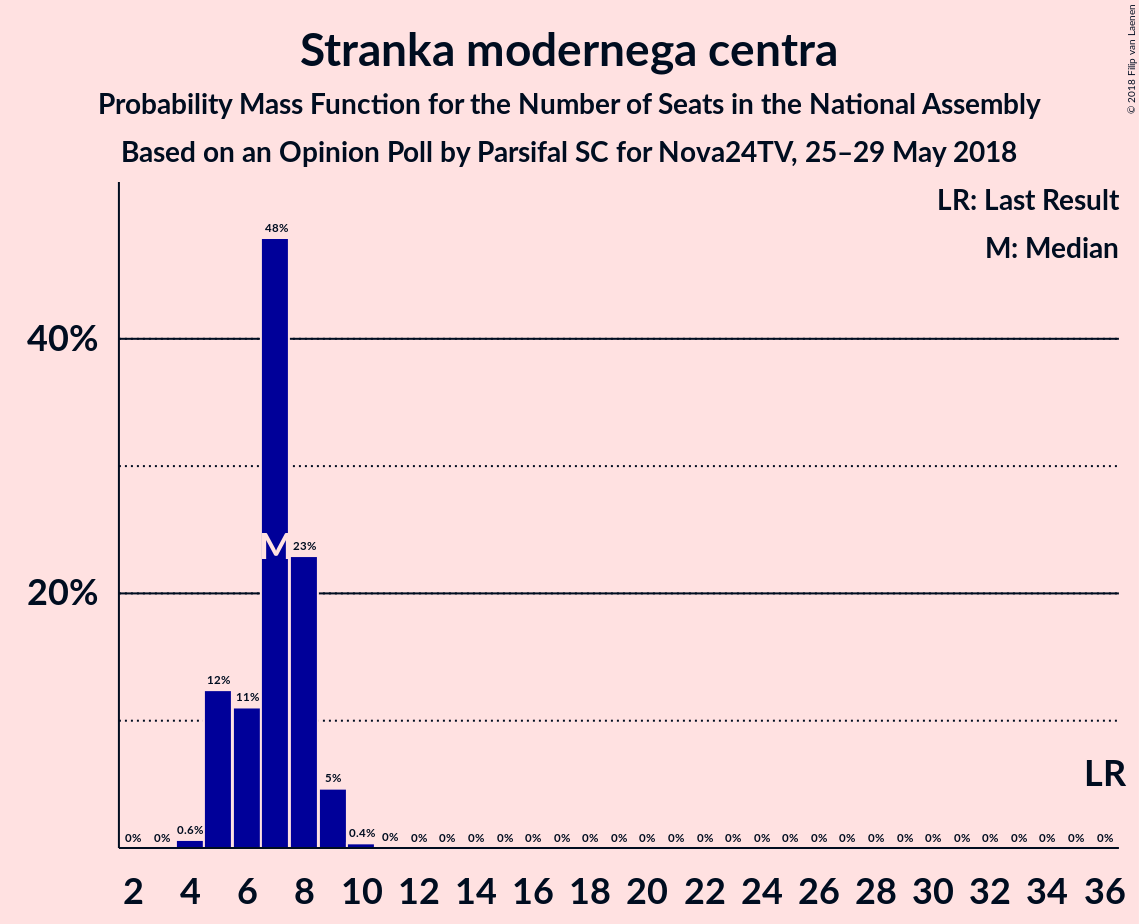 Stranka modernega centra
Probability Mass Function for the Number of Seats in the National Assembly
Based on an Opinion Poll by Parsifal SC for Nova24TV, 25–29 May 2018
© 2018 Filip van Laenen
LR: Last Result
M: Median
40%
20%
0% 0% 0.6% 12% 11% 48% 23% 5% 0.4% 0% 0% 0% 0% 0% 0% 0% 0% 0% 0% 0% 0% 0% 0% 0% 0% 0% 0% 0% 0% 0% 0% 0% 0% 0% 0%
M
LR
2 4 6 8 10 12 14 16 18 20 22 24 26 28 30 32 34 36